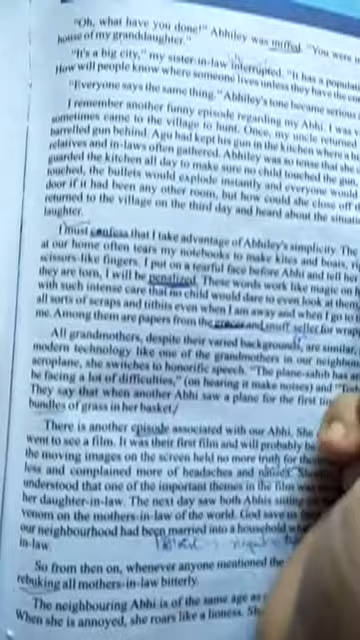 "Oh, what have you done!" Abhiley was miffed. "You were
house of my granddaughter."
"It's a big city," my sister-in-law interrupted. "It has a
How will people know where someone lives unless they have the
"Everyone says the same thing." Abhiley's tone became serious
I remember another funny episode regarding my Abhi. I was
sometimes came to the village to hunt. Once, my uncle returned
barrelled gun behind. Agu had kept his gun in the kitchen where a
relatives and in-laws often gathered. Abhiley was so tense that she
guarded the kitchen all day to make sure no child touched the gun.
touched, the bullets would explode instantly and everyone would
door if it had been any other room, but how could she close off
returned to the village on the third day and heard about the
laughter.
I must confess that I take advantage of Abhiley's simplicity. The
at our home often tears my notebooks to make kites and boats,
scissors-like fingers. I put on a tearful face before Abhi and tell her
they are torn, I will be penalized. These words work like magic on
with such intense care that no child would dare to even look at them
all sorts of scraps and titbits even when I am away and when I go to
me. Among them are papers from the grocer and snuff seller for
All grandmothers, despite their varied backgrounds, are similar
modern technology like one of the grandmothers in our
aeroplane, she switches to honorific speech. "The plane-sahib has
be facing a lot of difficulties," (on hearing it make noises) and
They say that when another Abhi saw a plane for the first
bundles of grass in her basket
There is another episode associated with our Abhi. She
went to see a film. It was their first film and will probably be
the moving images on the screen held no more truth for
less and complained more of headaches and
understood that one of the important themes in the film was
her daughter-in-law. The next day saw both Abhis
venom on the mothers-in-law of the world. God save us
our neighbourhood had been married into a household
in-law.
So from then on, whenever anyone mentioned the
rebuking all mothers-in-law bitterly.
The neighbouring Abhi is of the same age as
When she is annoyed, she roars like a lioness.